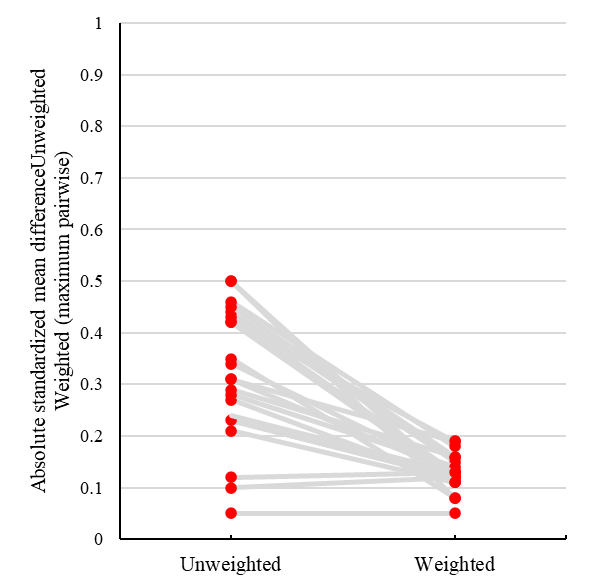 Absolute standardized mean differenceUnweighted
Weighted (maximum pairwise)
1
0.9
0.8
0.7
0.6
0.5
0.4
0.3
0.2
0.1
0
Unweighted
Weighted